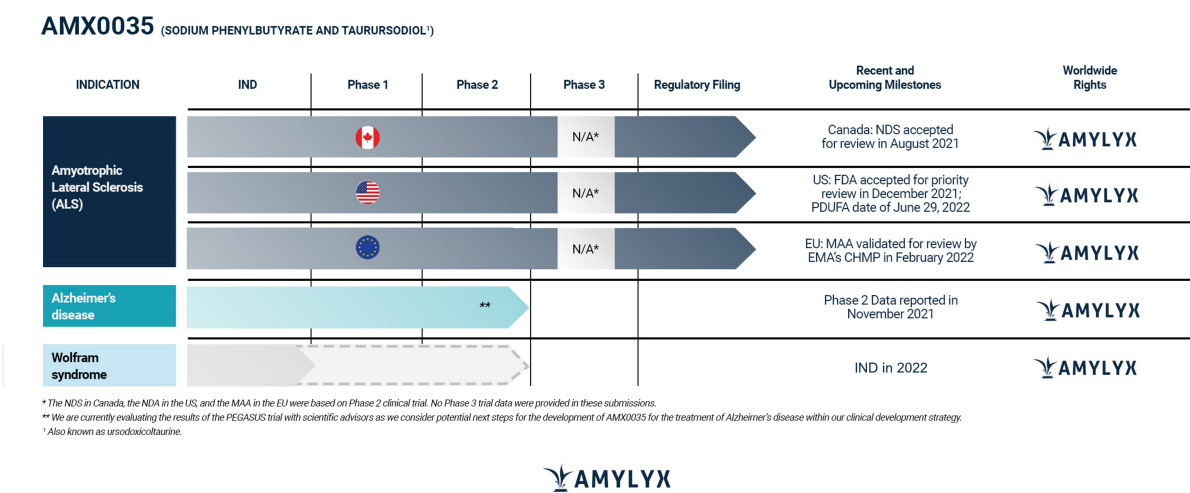 AMX0035 (SODIUM PHENYLBUTYRATE AND TAURURSODIOL¹)
INDICATION
IND
Phase 1
Phase 2
Phase 3
Regulatory Filing
Recent and
Upcoming Milestones
Worldwide
Rights
Amyotrophic
Lateral Sclerosis
(ALS)
N/A*
Canada: NDS accepted
for review in August 2021
AMYLYX
N/A*
US: FDA accepted for priority
review in December 2021;
PDUFA date of June 29, 2022
AMYLYX
N/A*
EU: MAA validated for review by
EMA's CHMP in February 2022
AMYLYX
Alzheimer's
disease
**
Phase 2 Data reported in
November 2021
AMYLYX
Wolfram
syndrome
IND in 2022
AMYLYX
* The NDS in Canada, the NDA in the US, and the MAA in the EU were based on Phase 2 clinical trial. No Phase 3 trial data were provided in these submissions.
** We are currently evaluating the results of the PEGASUS trial with scientific advisors as we consider potential next steps for the development of AMX0035 for the treatment of Alzheimer's disease within our clinical development strategy.
¹ Also known as ursodoxicoltaurine.
AMYLYX